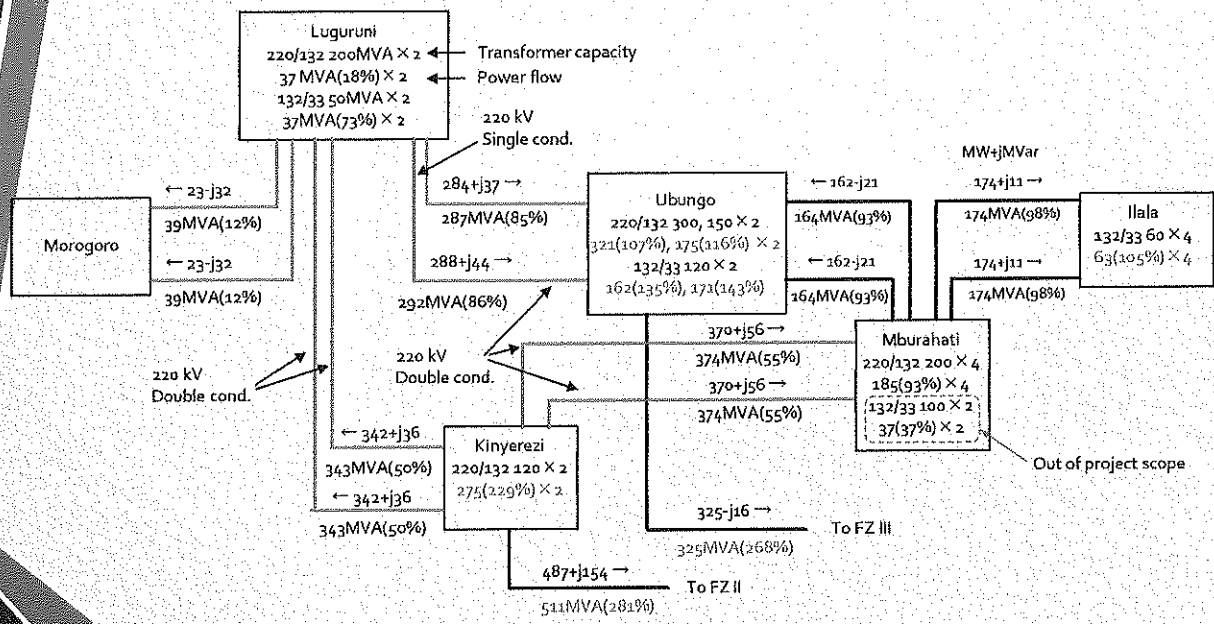 Luguruni
220/132 200MVA×2
37 MVA(18%)×2
132/33 50MVA×2
37MVA(73%)×2
Transformer capacity
Power flow
220 kV
Single cond.
MW+jMVar
← 23-j32
39MVA(12%)
Morogoro
← 23-j32
39MVA(12%)
284+j37 →
287MVA(85%)
288+j44 →
292MVA(86%)
Ubungo
220/132 300, 150×2
321(107%), 175(116%)×2
132/33 120×2
162(135%), 171(143%)
← 162-j21
164MVA(93%)
←162-j21
164MVA(93%)
174+j11 →
174MVA(98%)
174+j11→
174MVA(98%)
Ilala
132/33 60×4
63(105%)×4
220 kV
Double cond.
220 kV
Double cond.
370+j56 →
374MVA(55%)
370+j56 →
374MVA(55%)
Mburahati
220/132 200×4
185(93%)×4
132/33 100×2
37(37%)×2
Out of project scope
← 342+j36
343MVA(50%)
← 342+j36
343MVA(50%)
Kinyerezi
220/132 120×2
275(229%)×2
325-j16 →
325MVA(268%)
To FZ III
487+j154 →
511MVA(281%)
To FZ II